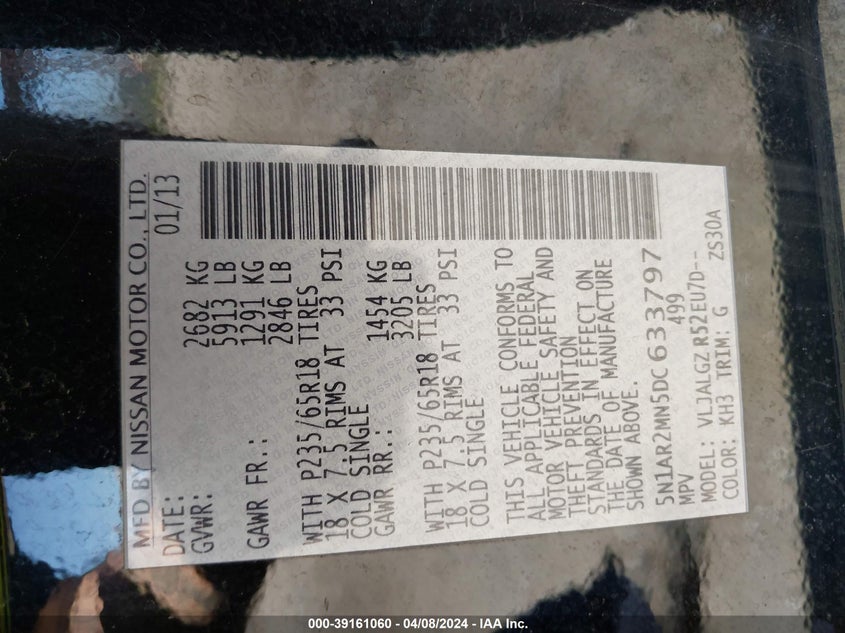 MFD BY NISSAN MOTOR CO., LTD.
DATE: 01/13
GVWR: 2682 KG
5913 LB
GAWR FR.: 1291 KG
2846 LB
WITH P235/65R18 TIRES
18 X 7.5 RIMS AT 33 PSI
COLD SINGLE
GAWR RR.: 1454 KG
3205 LB
WITH P235/65R18 TIRES
18 X 7.5 RIMS AT 33 PSI
COLD SINGLE
THIS VEHICLE CONFORMS TO
ALL APPLICABLE FEDERAL
MOTOR VEHICLE SAFETY AND
THEFT PREVENTION
STANDARDS IN EFFECT ON
THE DATE OF MANUFACTURE
SHOWN ABOVE.
5N1AR2MN5DC633797
MPV 499
MODEL: VLJALGZ R52EU7D--
COLOR: KH3 TRIM: G ZS30A
000-39161060 - 04/08/2024 - IAA Inc.